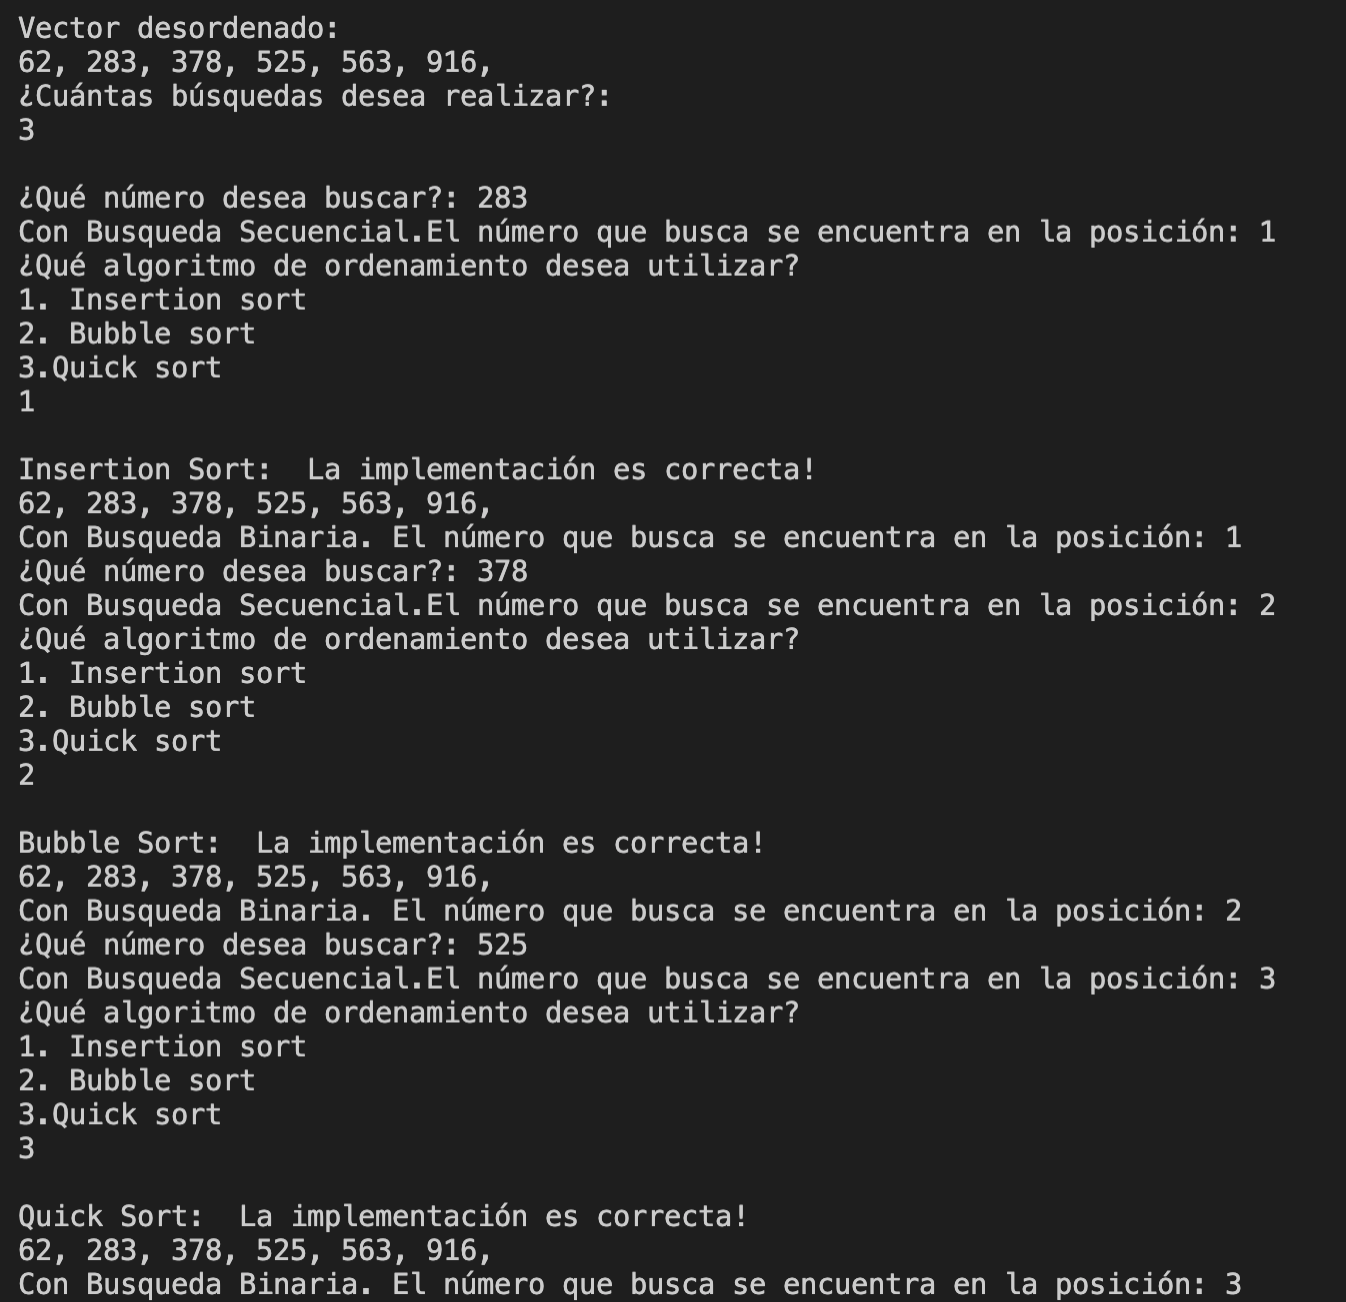 Vector desordenado:
62, 283, 378, 525, 563, 916,
¿Cuántas búsquedas desea realizar?:
3
¿Qué número desea buscar?: 283
Con Busqueda Secuencial.El número que busca se encuentra en la posición: 1
¿Qué algoritmo de ordenamiento desea utilizar?
1. Insertion sort
2. Bubble sort
3.Quick sort
1
Insertion Sort:  La implementación es correcta!
62, 283, 378, 525, 563, 916,
Con Busqueda Binaria. El número que busca se encuentra en la posición: 1
¿Qué número desea buscar?: 378
Con Busqueda Secuencial.El número que busca se encuentra en la posición: 2
¿Qué algoritmo de ordenamiento desea utilizar?
1. Insertion sort
2. Bubble sort
3.Quick sort
2
Bubble Sort:  La implementación es correcta!
62, 283, 378, 525, 563, 916,
Con Busqueda Binaria. El número que busca se encuentra en la posición: 2
¿Qué número desea buscar?: 525
Con Busqueda Secuencial.El número que busca se encuentra en la posición: 3
¿Qué algoritmo de ordenamiento desea utilizar?
1. Insertion sort
2. Bubble sort
3.Quick sort
3
Quick Sort:  La implementación es correcta!
62, 283, 378, 525, 563, 916,
Con Busqueda Binaria. El número que busca se encuentra en la posición: 3